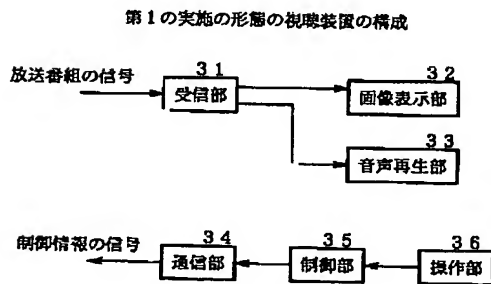 第1の実施の形態の視聴装置の構成
放送番組の信号
31
受信部
32
画像表示部
33
音声再生部
制御情報の信号
34
通信部
35
制御部
36
操作部